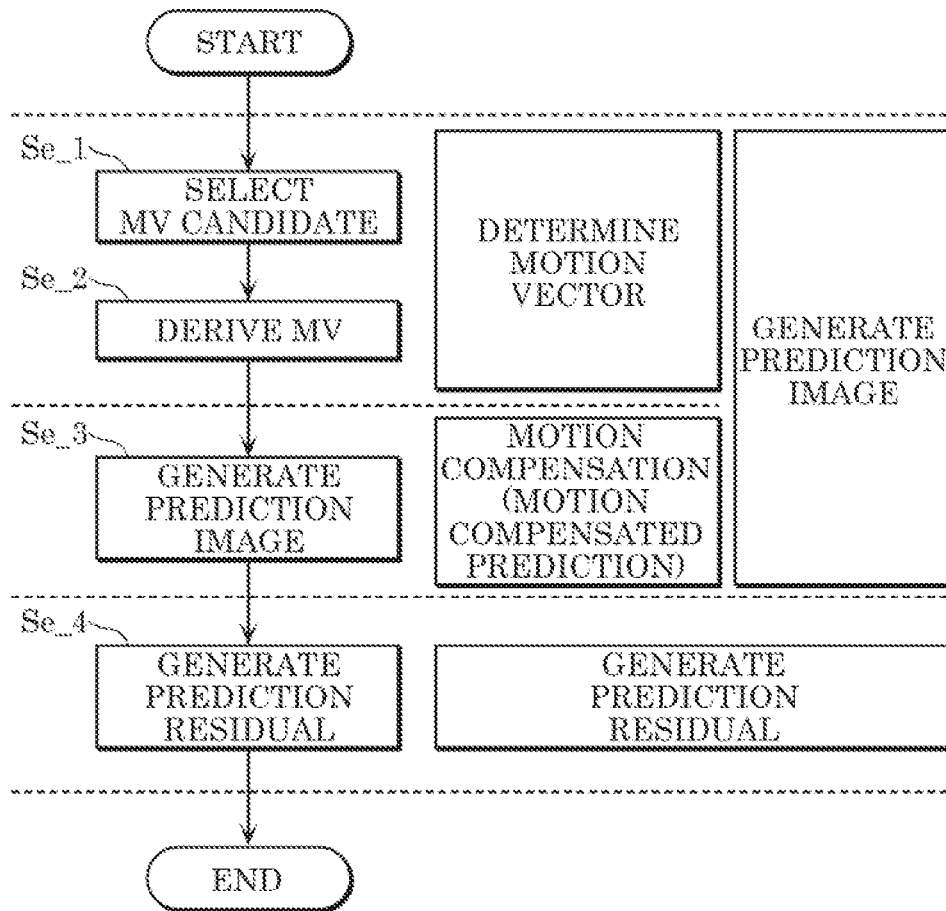 START
Se_1
SELECT
MV CANDIDATE
Se_2
DERIVE MV
DETERMINE
MOTION
VECTOR
GENERATE
PREDICTION
IMAGE
Se_3
GENERATE
PREDICTION
IMAGE
MOTION
COMPENSATION
(MOTION
COMPENSATED
PREDICTION)
Se_4
GENERATE
PREDICTION
RESIDUAL
GENERATE
PREDICTION
RESIDUAL
END